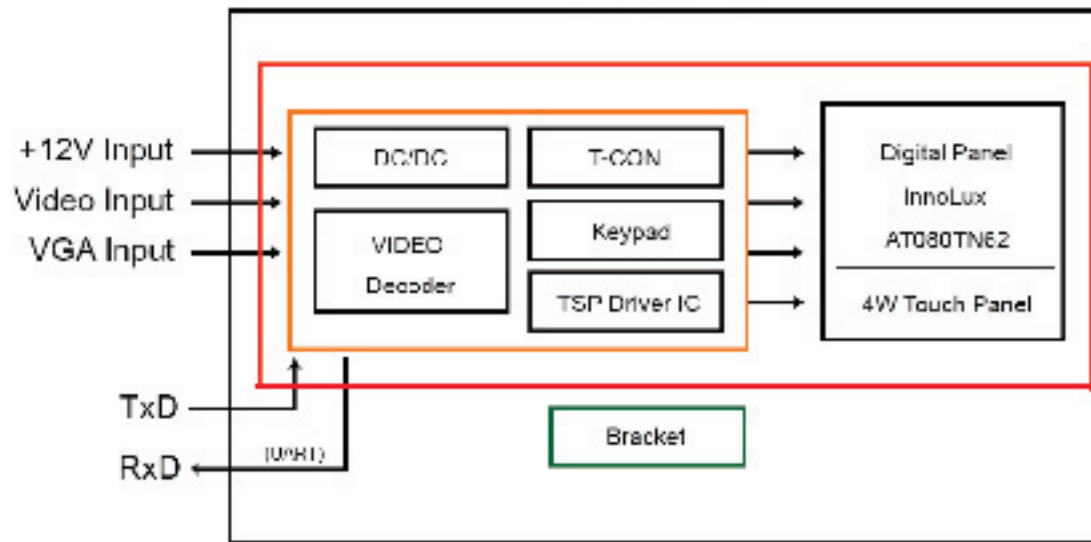 +12V Input
Video Input
VGA Input
DC/DC
VIDEO
Decoder
T-CON
Keypad
TSP Driver IC
Digital Panel
InnoLux
AT080TN62
4W Touch Panel
TxD
RxD
(UART)
Bracket